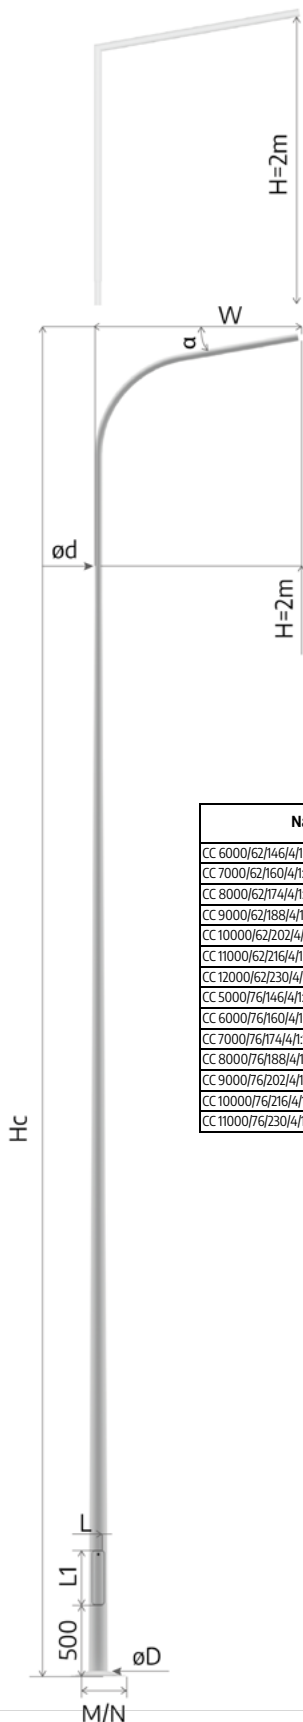 H=2m
W
α
ød
H=2m
Na
CC 6000/62/146/4/1
CC 7000/62/160/4/1:
CC 8000/62/174/4/1:
CC 9000/62/188/4/1
CC 10000/62/202/4/
CC 11000/62/216/4/1
CC 12000/62/230/4/
CC 5000/76/146/4/1:
CC 6000/76/160/4/1
CC 7000/76/174/4/1:
CC 8000/76/188/4/1
CC 9000/76/202/4/1
CC 10000/76/216/4/1
CC 11000/76/230/4/1
Hc
L
L1
500
øD
M/N